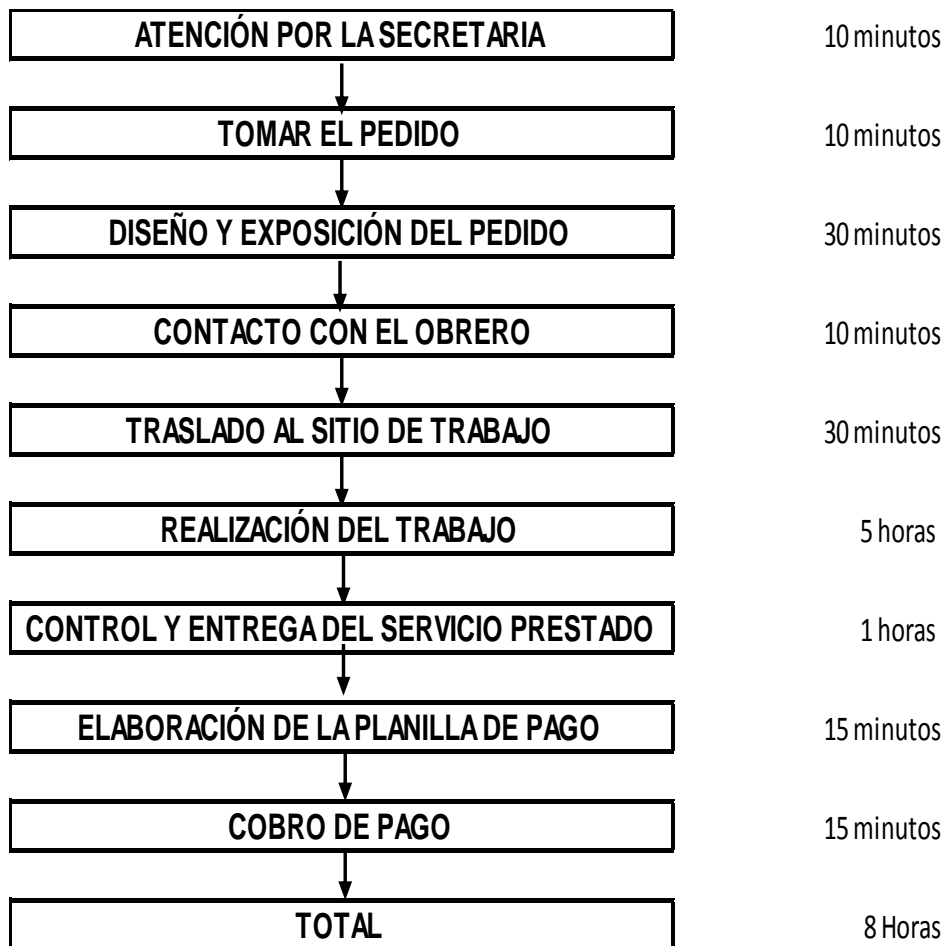 ATENCIÓN POR LA SECRETARIA 10 minutos
TOMAR EL PEDIDO 10 minutos
DISEÑO Y EXPOSICIÓN DEL PEDIDO 30 minutos
CONTACTO CON EL OBRERO 10 minutos
TRASLADO AL SITIO DE TRABAJO 30 minutos
REALIZACIÓN DEL TRABAJO 5 horas
CONTROL Y ENTREGA DEL SERVICIO PRESTADO 1 horas
ELABORACIÓN DE LA PLANILLA DE PAGO 15 minutos
COBRO DE PAGO 15 minutos
TOTAL 8 Horas